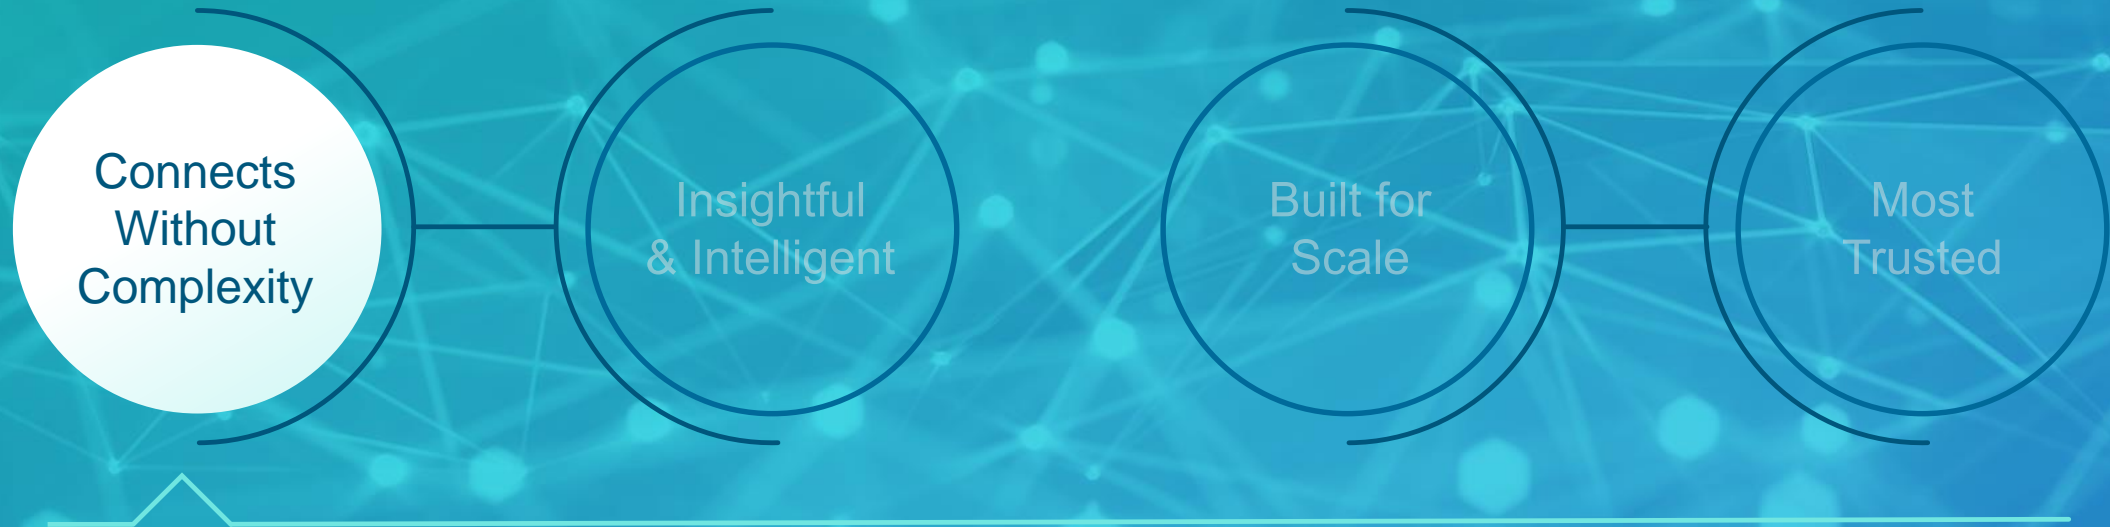 Connects
Without
Complexity
Insightful
& Intelligent
Built for
Scale
Most
Trusted